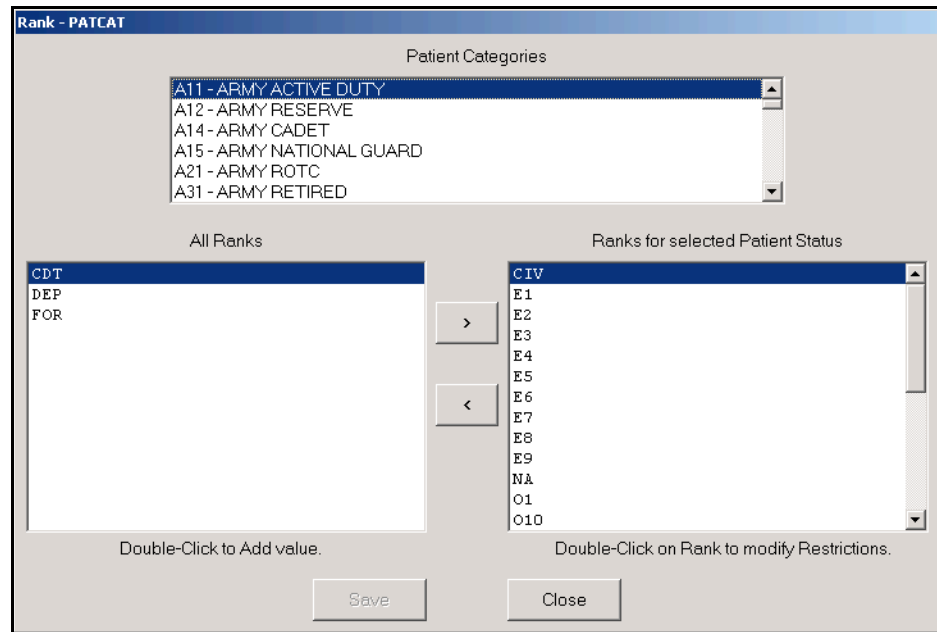 Rank - PATCAT
Patient Categories
A11 - ARMY ACTIVE DUTY
A12 - ARMY RESERVE
A14 - ARMY CADET
A15 - ARMY NATIONAL GUARD
A21 - ARMY ROTC
A31 - ARMY RETIRED
All Ranks
CDT
DEP
FOR
>
<
Ranks for selected Patient Status
CIV
E1
E2
E3
E4
E5
E6
E7
E8
E9
NA
O1
O10
Double-Click to Add value.
Double-Click on Rank to modify Restrictions.
Save
Close